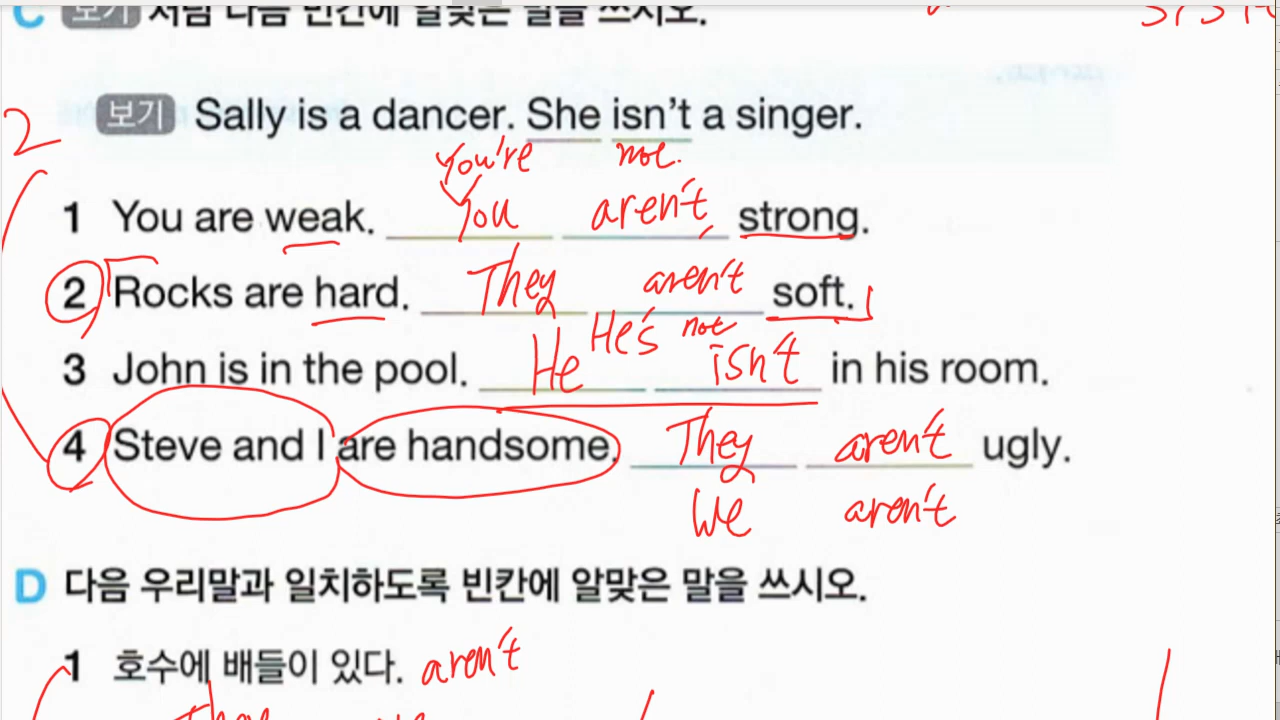 C 보기 처럼 다음 빈칸에 알맞은 말을 쓰시오.
2
보기 Sally is a dancer. She isn't a singer.
You're not.
1 You are weak. You aren't strong.
2 Rocks are hard. They aren't soft.
He's not
3 John is in the pool. He isn't in his room.
4 Steve and I are handsome. They aren't ugly.
We aren't
D 다음 우리말과 일치하도록 빈칸에 알맞은 말을 쓰시오.
1 호수에 배들이 있다. aren't